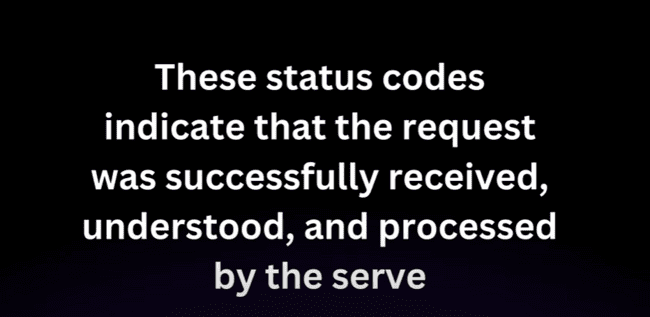 These status codes
indicate that the request
was successfully received,
understood, and processed
by the serve